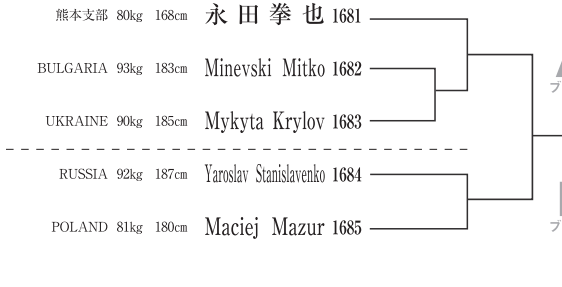 熊本支部 80kg 168cm 永田拳也 1681
BULGARIA 93kg 183cm Minevski Mitko 1682
UKRAINE 90kg 185cm Mykyta Krylov 1683
RUSSIA 92kg 187cm Yaroslav Stanislavenko 1684
POLAND 81kg 180cm Maciej Mazur 1685